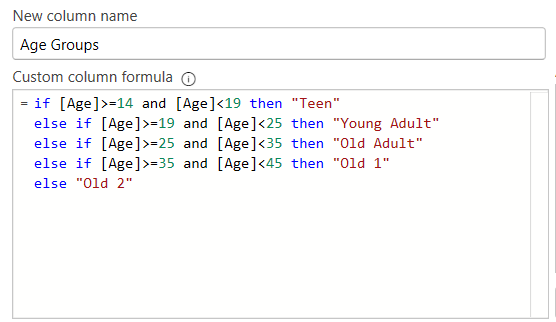 New column name
Age Groups
Custom column formula
= if [Age]>=14 and [Age]<19 then "Teen"
else if [Age]>=19 and [Age]<25 then "Young Adult"
else if [Age]>=25 and [Age]<35 then "Old Adult"
else if [Age]>=35 and [Age]<45 then "Old 1"
else "Old 2"